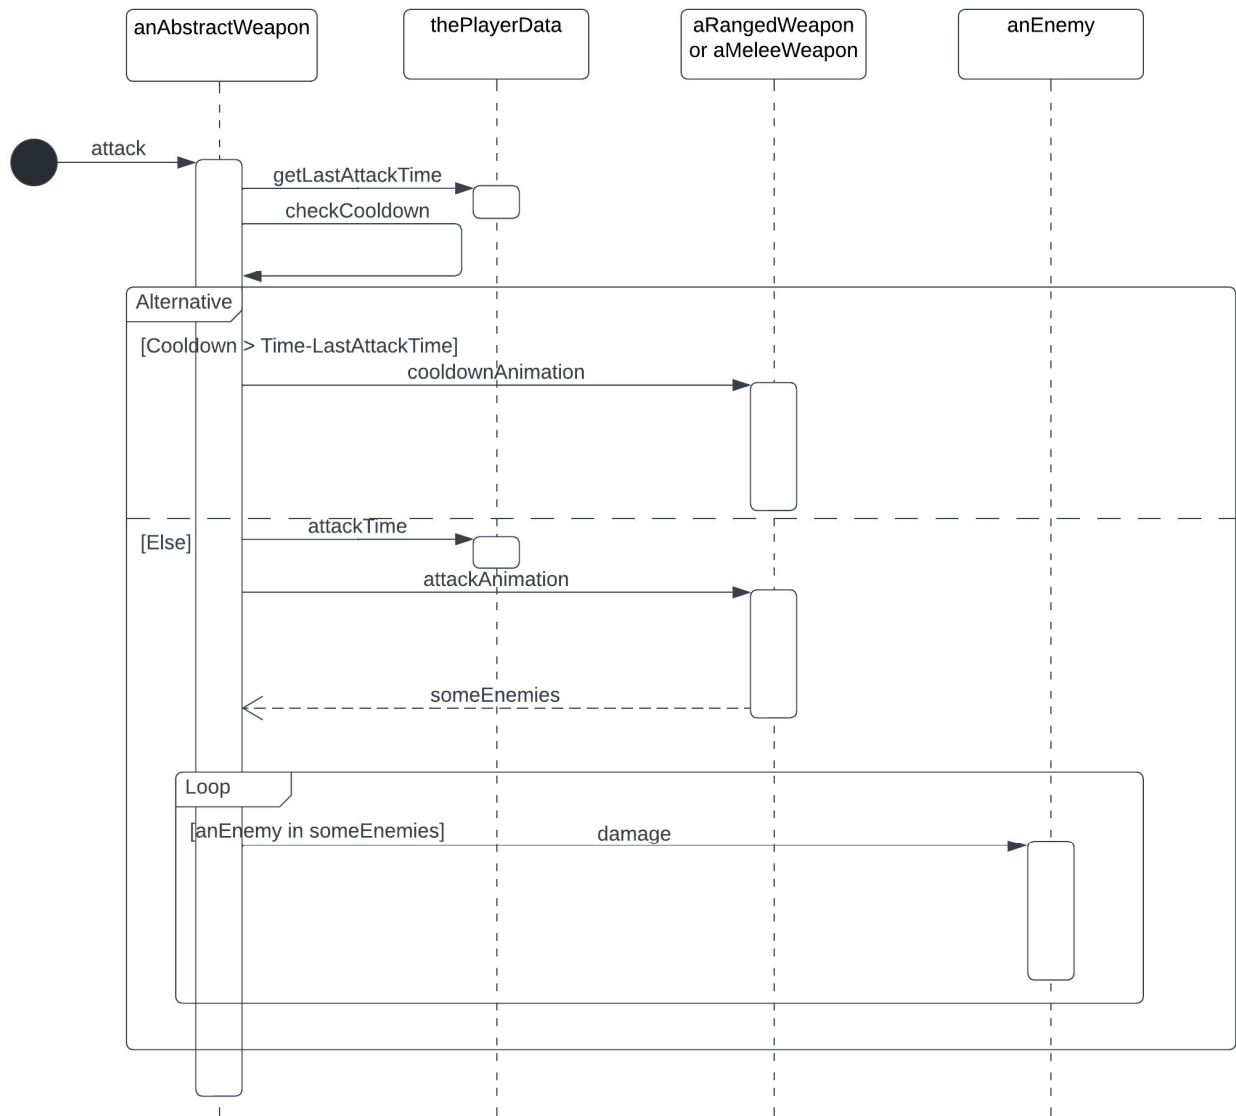 anAbstractWeapon
thePlayerData
aRangedWeapon
or aMeleeWeapon
anEnemy
attack
getLastAttackTime
checkCooldown
Alternative
[Cooldown > Time-LastAttackTime]
cooldownAnimation
attackTime
[Else]
attackAnimation
someEnemies
Loop
[anEnemy in someEnemies]
damage